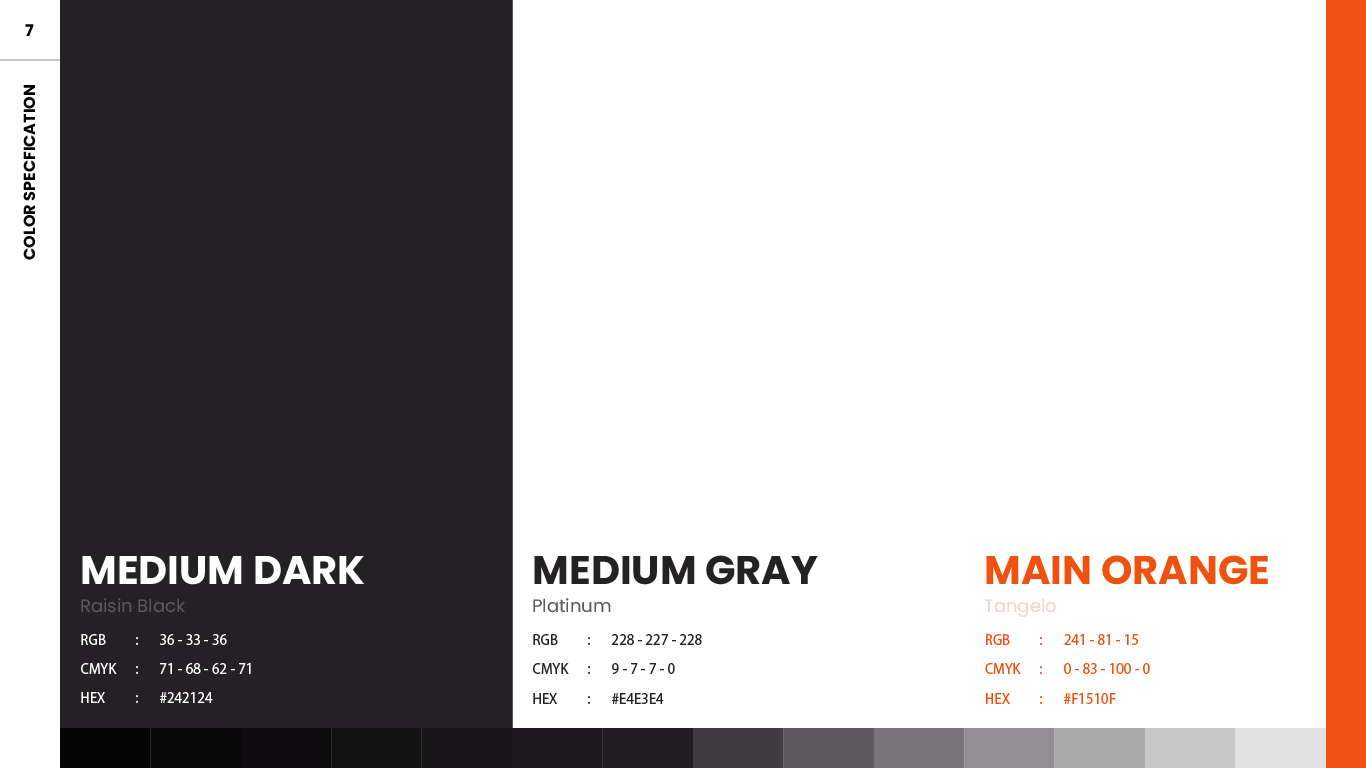 7
COLOR SPECFICATION
MEDIUM DARK
Raisin Black
RGB : 36 - 33 - 36
CMYK : 71 - 68 - 62 - 71
HEX : #242124
MEDIUM GRAY
Platinum
RGB : 228 - 227 - 228
CMYK : 9 - 7 - 7 - 0
HEX : #E4E3E4
MAIN ORANGE
Tangelo
RGB : 241 - 81 - 15
CMYK : 0 - 83 - 100 - 0
HEX : #F1510F